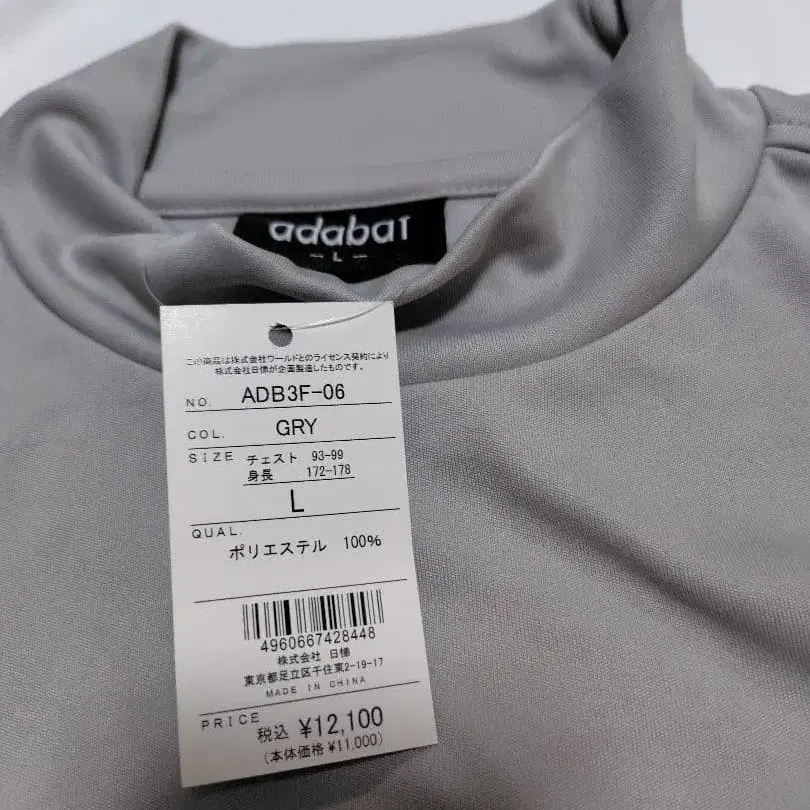 adabat
- L -
この商品は株式会社ワールドとのライセンス契約により
株式会社日悌が企画製造したものです。
NO. ADB3F-06
COL. GRY
SIZE チェスト 93-99
身長 172-178
L
QUAL.
ポリエステル 100%
4960667428448
株式会社 日悌
東京都足立区千住東2-19-17
MADE IN CHINA
PRICE
税込 ¥12,100
(本体価格 ¥11,000)